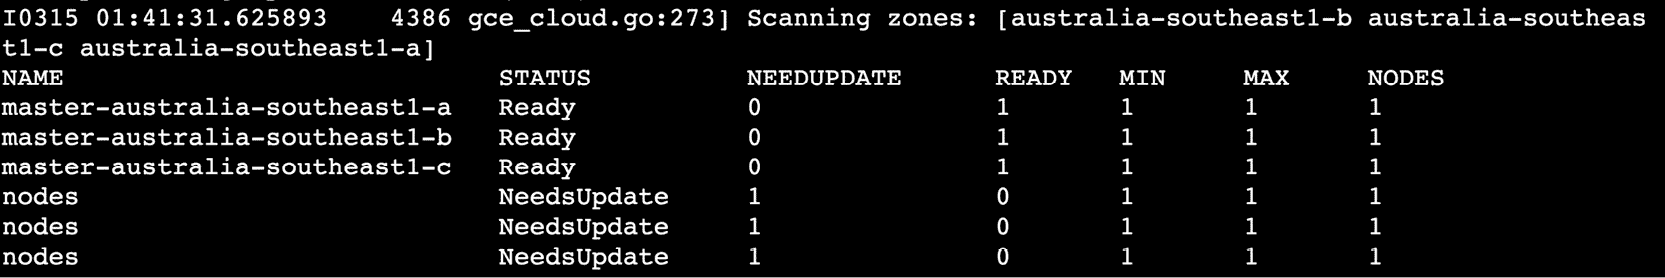 I0315 01:41:31.625893    4386 gce_cloud.go:273] Scanning zones: [australia-southeast1-b australia-southeas
t1-c australia-southeast1-a]
NAME                            STATUS          NEEDUPDATE      READY   MIN     MAX     NODES
master-australia-southeast1-a   Ready           0               1       1       1       1
master-australia-southeast1-b   Ready           0               1       1       1       1
master-australia-southeast1-c   Ready           0               1       1       1       1
nodes                           NeedsUpdate     1               0       1       1       1
nodes                           NeedsUpdate     1               0       1       1       1
nodes                           NeedsUpdate     1               0       1       1       1